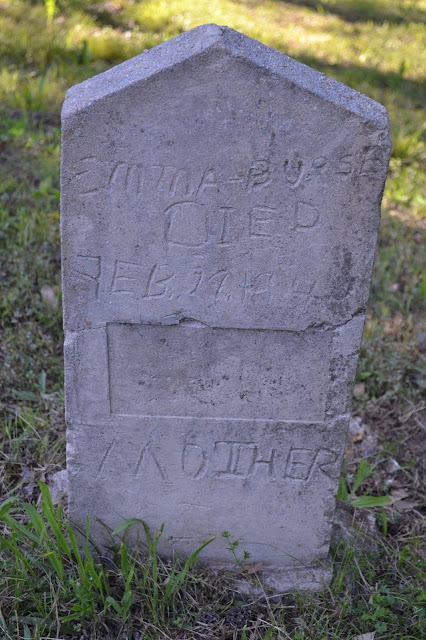 EMMA-BURSE
DIED
FEB.
MOTHER